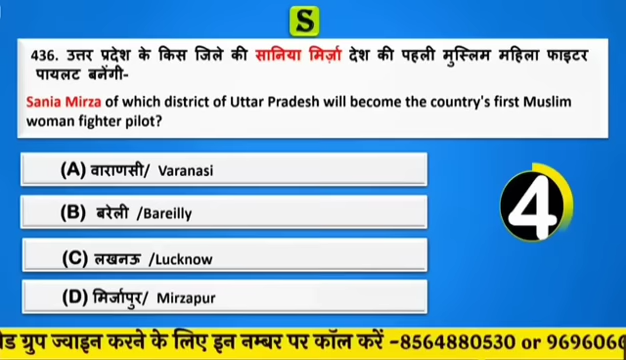 S
436. उत्तर प्रदेश के किस जिले की सानिया मिर्ज़ा देश की पहली मुस्लिम महिला फाइटर
पायलट बनेंगी-
Sania Mirza of which district of Uttar Pradesh will become the country's first Muslim
woman fighter pilot?
(A) वाराणसी/ Varanasi
(B) बरेली /Bareilly
(C) लखनऊ /Lucknow
(D) मिर्जापुर/ Mirzapur
4
ग्रुप ज्वाइन करने के लिए इन नम्बर पर कॉल करें -8564880530 or 969606